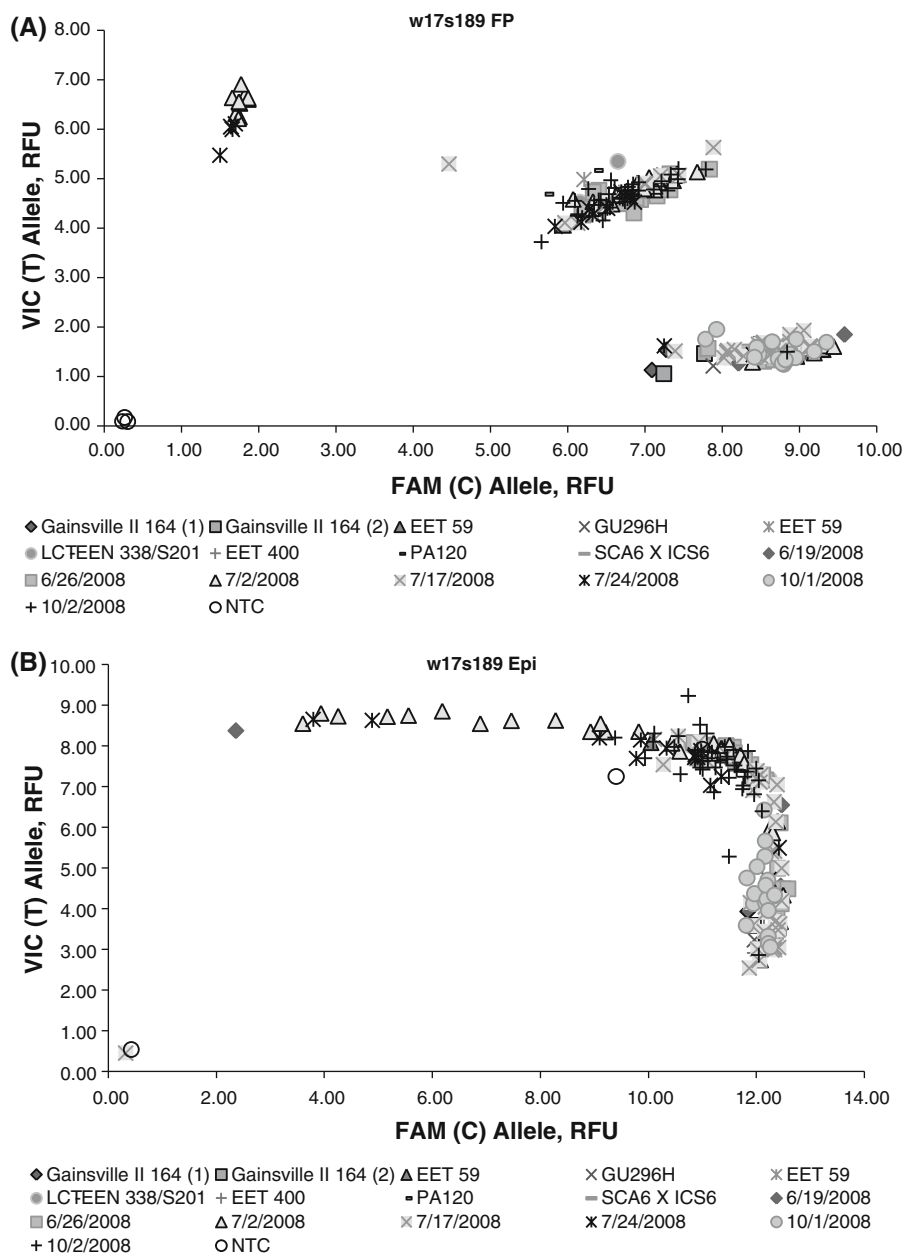 (A)
w17s189 FP
8.00
7.00
6.00
5.00
4.00
3.00
2.00
1.00
0.00
VIC (T) Allele, RFU
0.00 1.00 2.00 3.00 4.00 5.00 6.00 7.00 8.00 9.00 10.00
FAM (C) Allele, RFU
Gainsville II 164 (1) Gainsville II 164 (2) EET 59 GU296H EET 59
LCTEEN 338/S201 EET 400 PA120 SCA6 X ICS6 6/19/2008
6/26/2008 7/2/2008 7/17/2008 7/24/2008 10/1/2008
10/2/2008 NTC
(B)
w17s189 Epi
10.00
9.00
8.00
7.00
6.00
5.00
4.00
3.00
2.00
1.00
0.00
VIC (T) Allele, RFU
0.00 2.00 4.00 6.00 8.00 10.00 12.00 14.00
FAM (C) Allele, RFU
Gainsville II 164 (1) Gainsville II 164 (2) EET 59 GU296H EET 59
LCTEEN 338/S201 EET 400 PA120 SCA6 X ICS6 6/19/2008
6/26/2008 7/2/2008 7/17/2008 7/24/2008 10/1/2008
10/2/2008 NTC